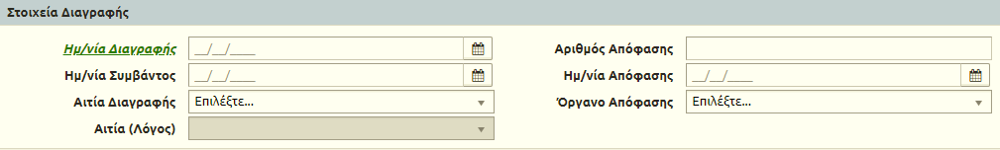 Στοιχεία Διαγραφής
Ημ/νία Διαγραφής __/__/____ Αριθμός Απόφασης
Ημ/νία Συμβάντος __/__/____ Ημ/νία Απόφασης __/__/____
Αιτία Διαγραφής Επιλέξτε... Όργανο Απόφασης Επιλέξτε...
Αιτία (Λόγος)